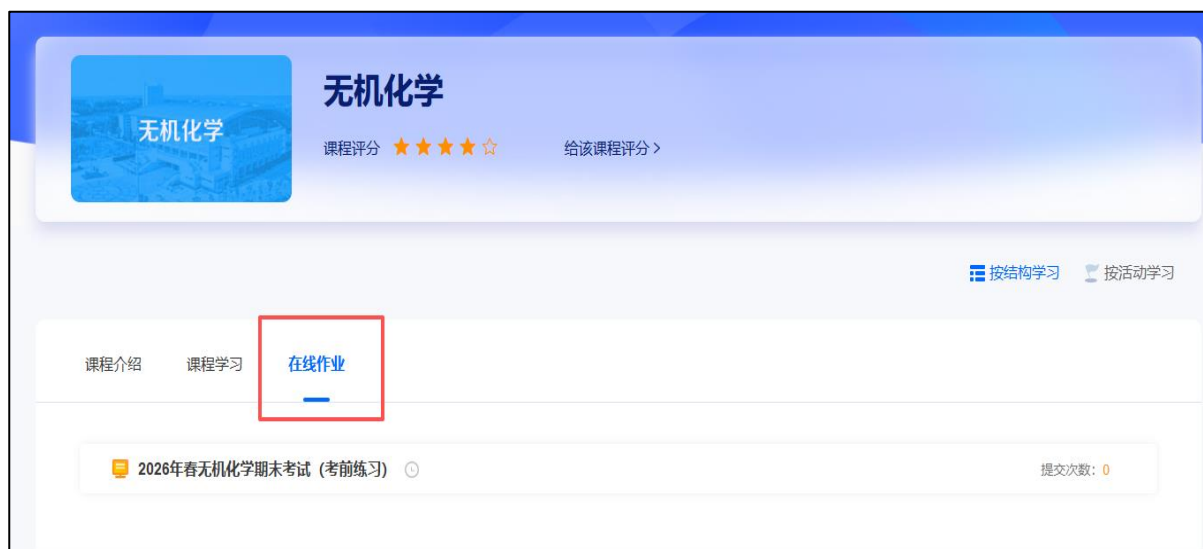 无机化学
无机化学
课程评分
给该课程评分 >
按结构学习 按活动学习
课程介绍 课程学习 在线作业
2026年春无机化学期末考试（考前练习） 提交次数：0